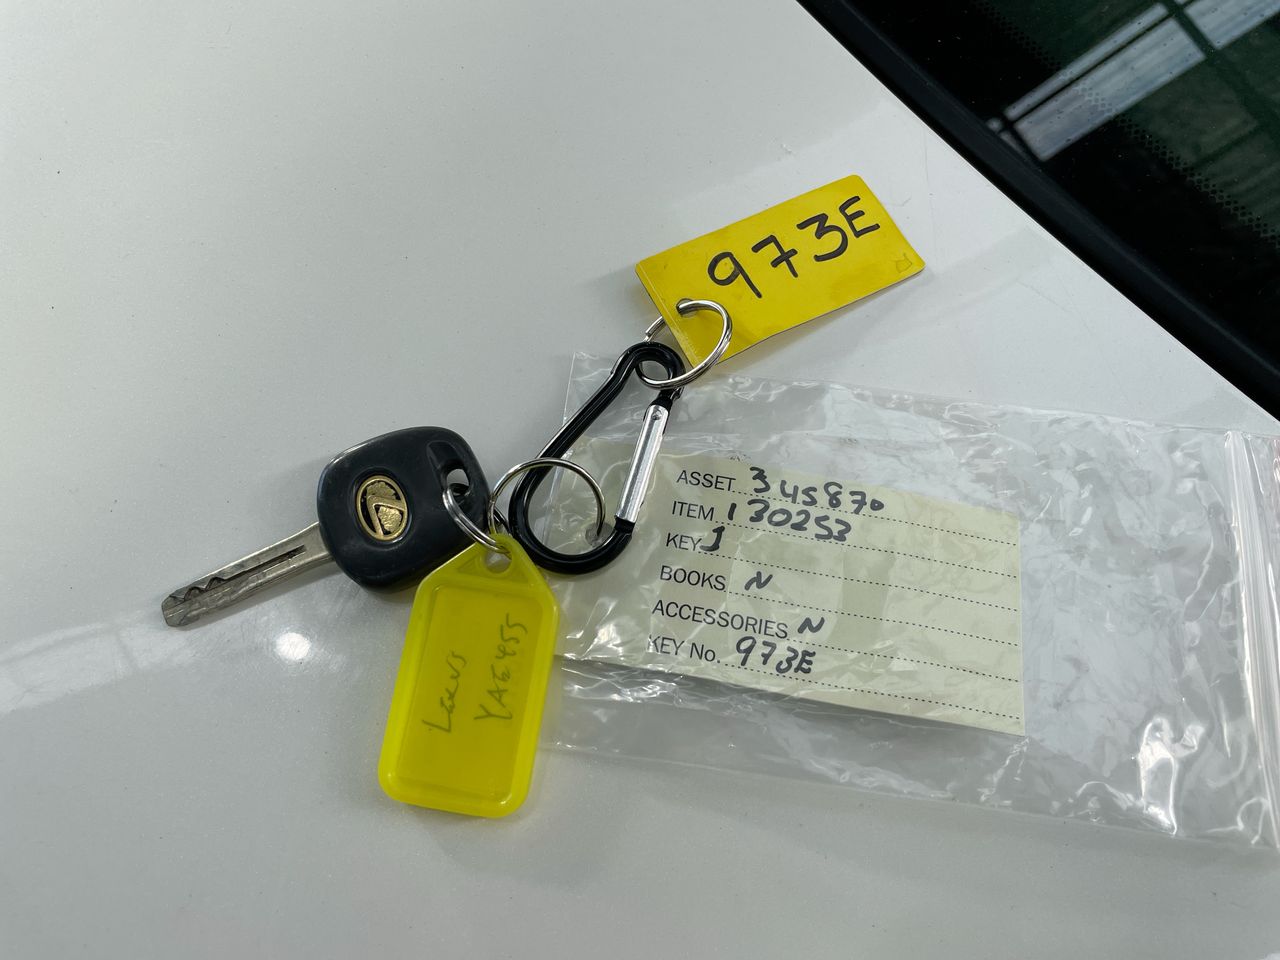 973E
ASSET 345870
ITEM 130253
KEY 1
BOOKS N
ACCESSORIES N
KEY No. 973E
Lexus
YAE455